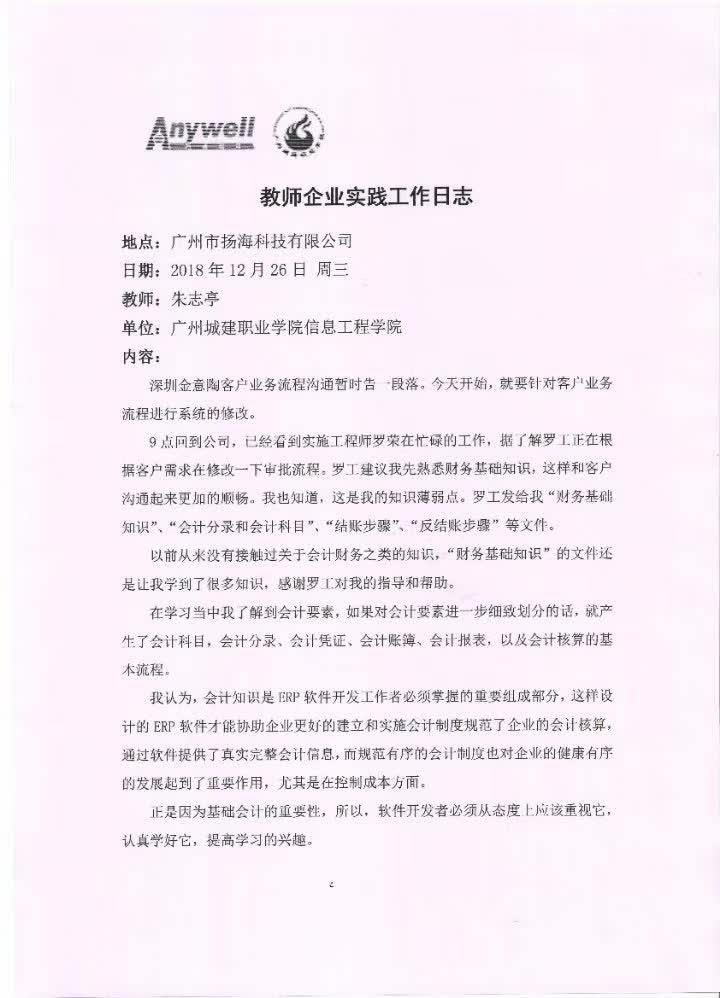 Anywell
教师企业实践工作日志
地点：广州市扬海科技有限公司
日期：2018 年 12 月 26 日 周三
教师：朱志亭
单位：广州城建职业学院信息工程学院
内容：
深圳金意陶客户业务流程沟通暂时告一段落。今天开始，就要针对客户业务
流程进行系统的修改。
9 点回到公司，已经看到实施工程师罗荣在忙碌的工作，据了解罗工正在根
据客户需求在修改一下审批流程。罗工建议我先熟悉财务基础知识，这样和客户
沟通起来更加的顺畅。我也知道，这是我的知识薄弱点。罗工发给我“财务基础
知识”、“会计分录和会计科目”、“结账步骤”、“反结账步骤”等文件。
以前从来没有接触过关于会计财务之类的知识，“财务基础知识”的文件还
是让我学到了很多知识，感谢罗工对我的指导和帮助。
在学习当中我了解到会计要素，如果对会计要素进一步细致划分的话，就产
生了会计科目，会计分录、会计凭证、会计账簿、会计报表，以及会计核算的基
本流程。
我认为，会计知识是 ERP 软件开发工作者必须掌握的重要组成部分，这样设
计的 ERP 软件才能协助企业更好的建立和实施会计制度规范了企业的会计核算，
通过软件提供了真实完整会计信息，而规范有序的会计制度也对企业的健康有序
的发展起到了重要作用，尤其是在控制成本方面。
正是因为基础会计的重要性，所以，软件开发者必须从态度上应该重视它，
认真学好它，提高学习的兴趣。